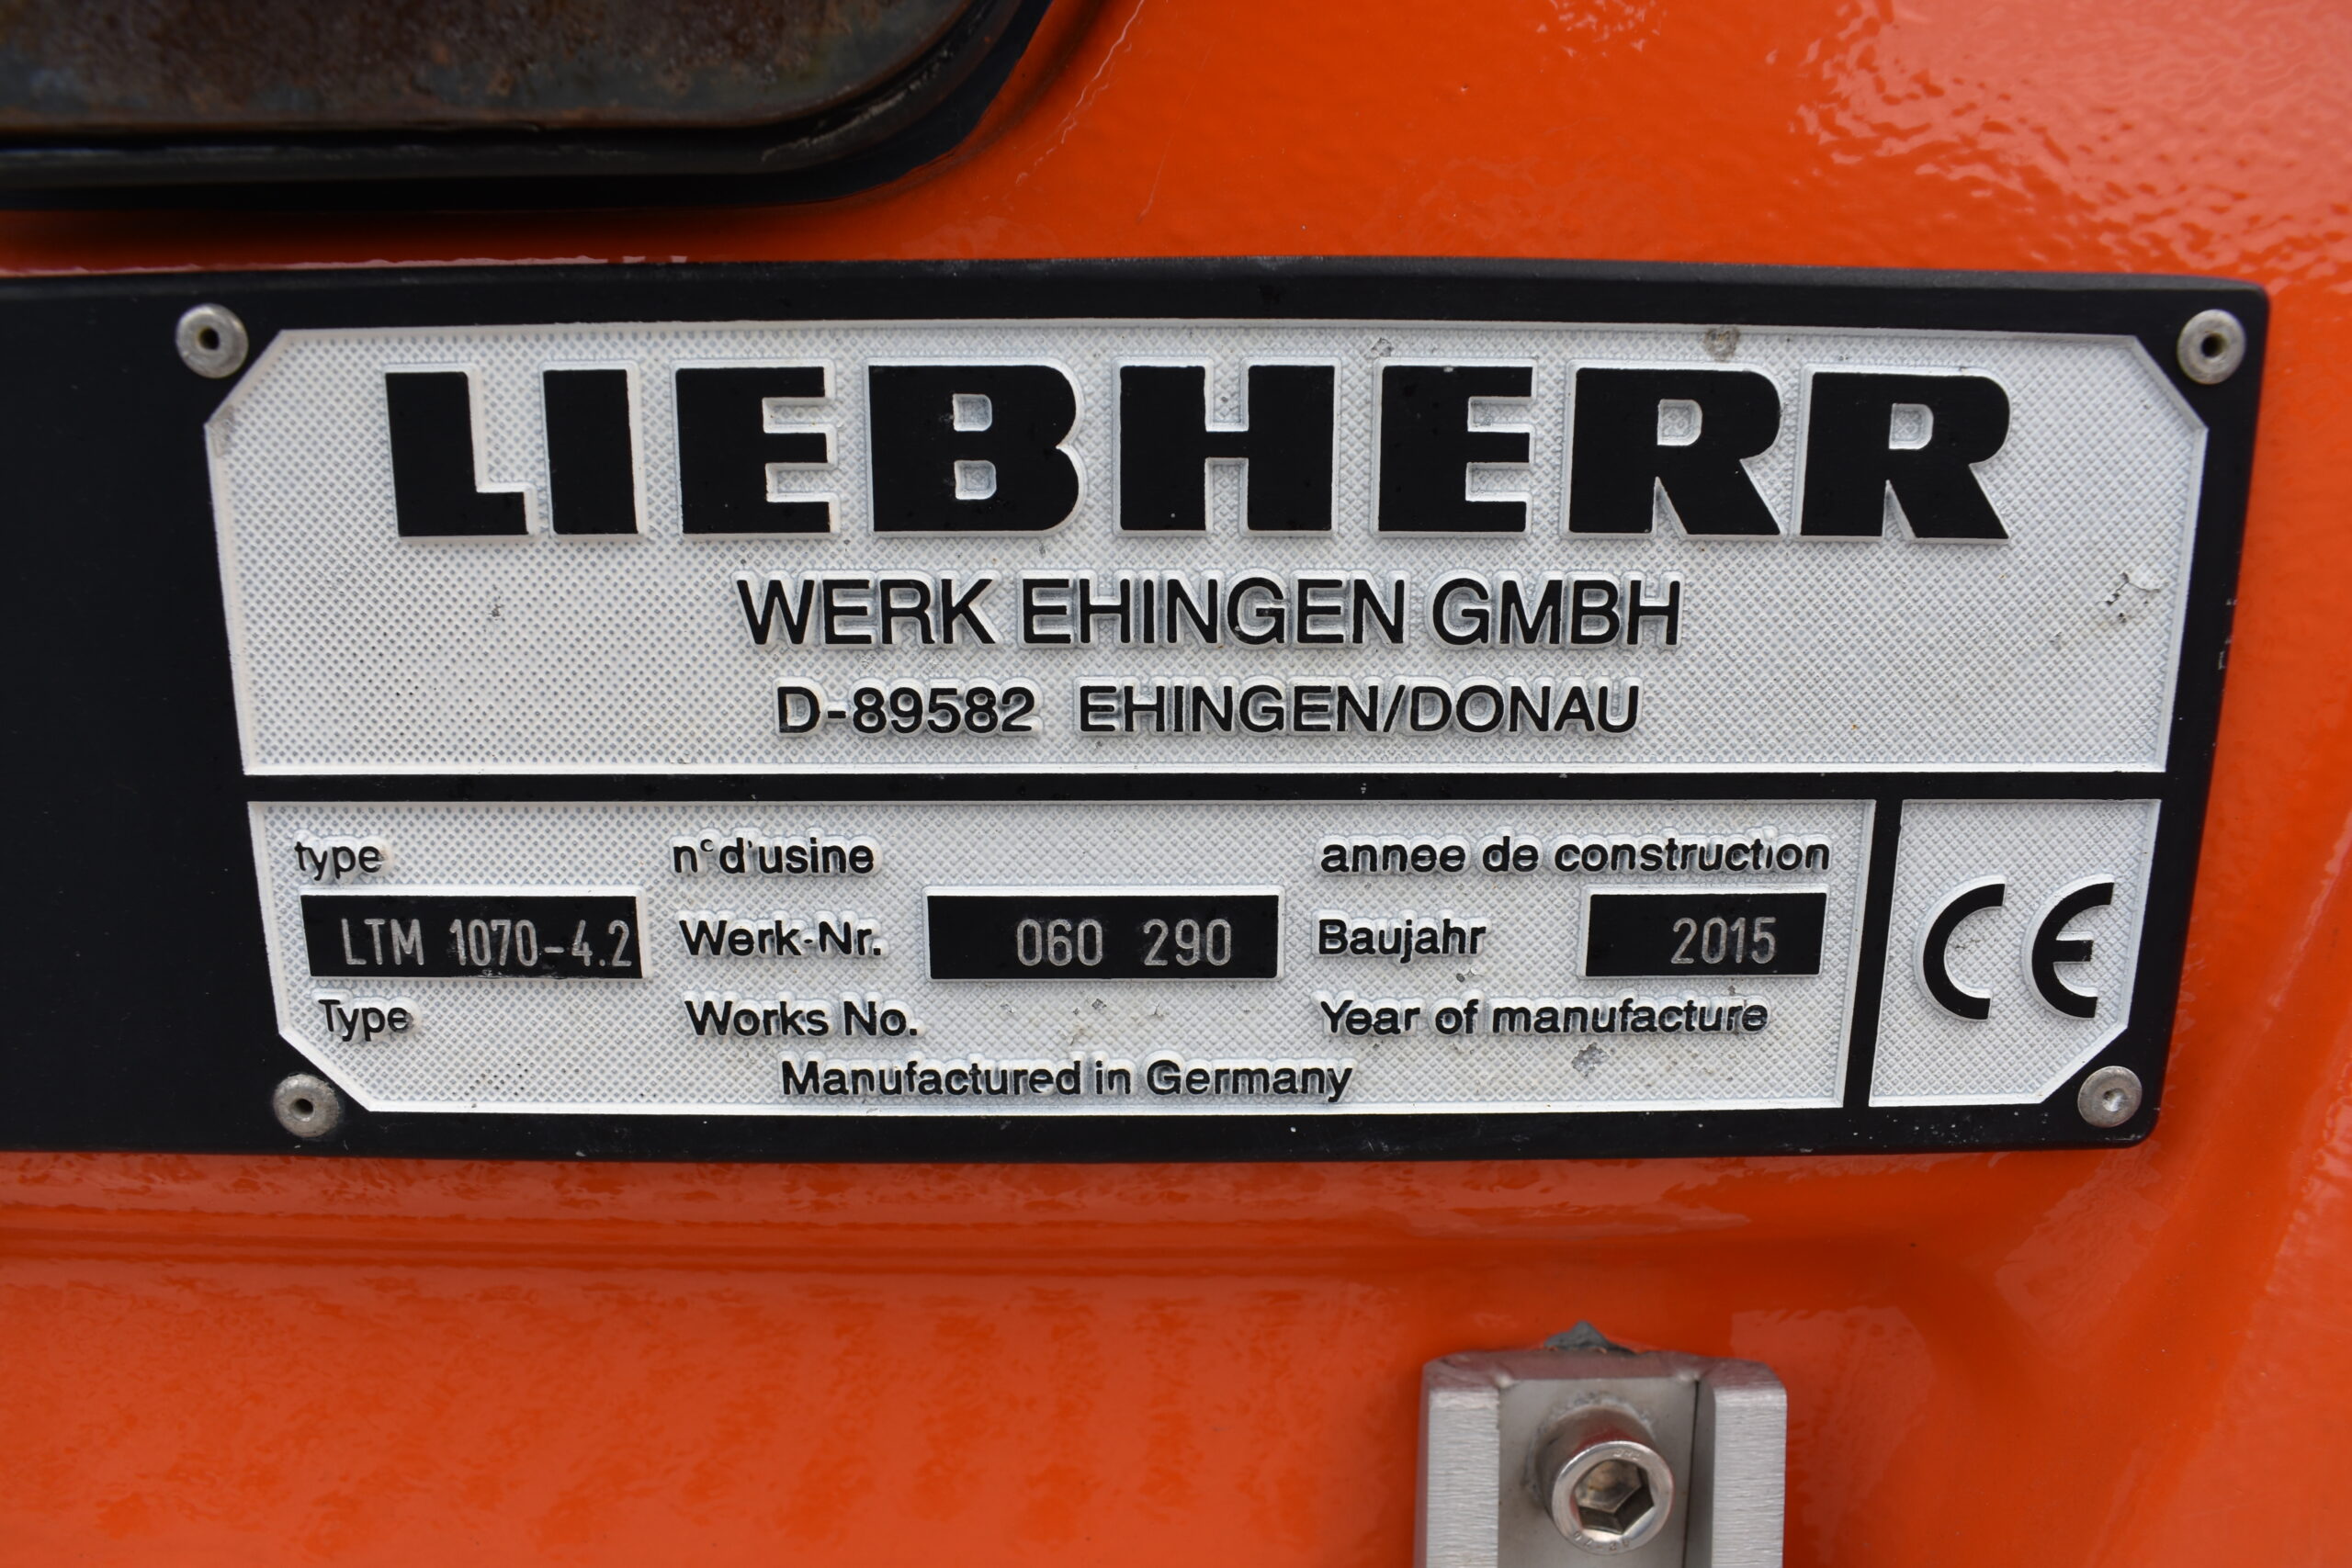 LIEBHERR
WERK EHINGEN GMBH
D-89582 EHINGEN/DONAU
type n°d'usine annee de construction
LTM 1070-4.2 Werk-Nr. 060 290 Baujahr 2015
Type Works No. Year of manufacture
Manufactured in Germany
CE